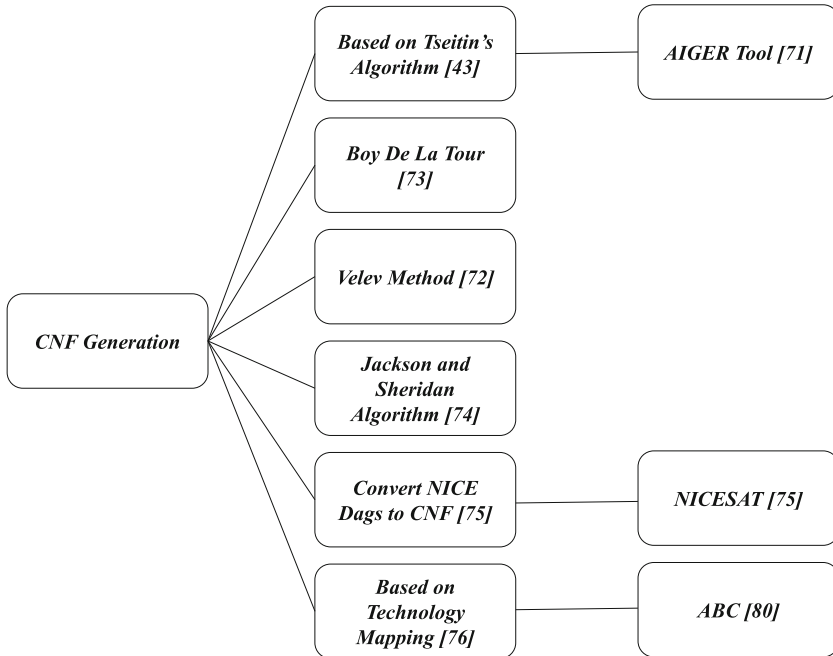 Based on Tseitin's
Algorithm [43]
AIGER Tool [71]
Boy De La Tour
[73]
Velev Method [72]
CNF Generation
Jackson and
Sheridan
Algorithm [74]
Convert NICE
Dags to CNF [75]
NICESAT [75]
Based on
Technology
Mapping [76]
ABC [80]